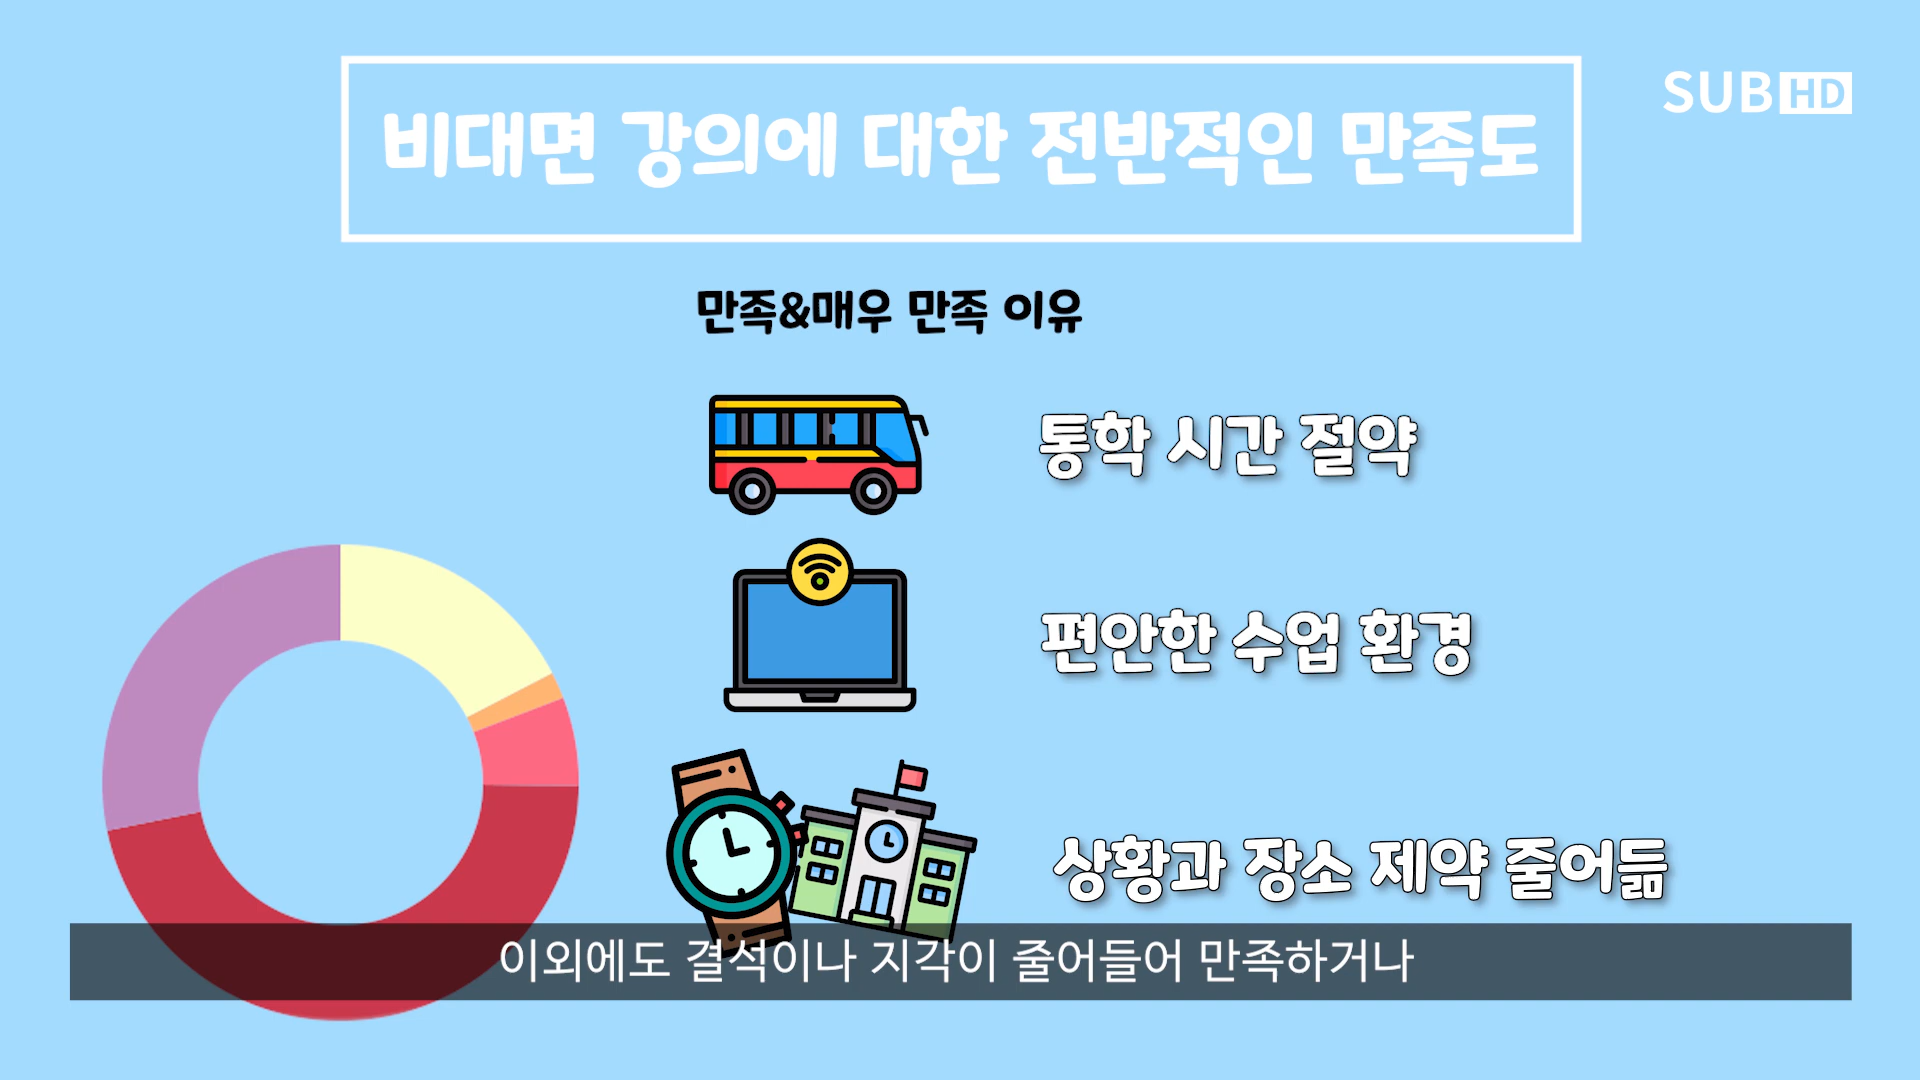 비대면 강의에 대한 전반적인 만족도
SUB HD
만족&매우 만족 이유
통학 시간 절약
편안한 수업 환경
상황과 장소 제약 줄어듦
이외에도 결석이나 지각이 줄어들어 만족하거나